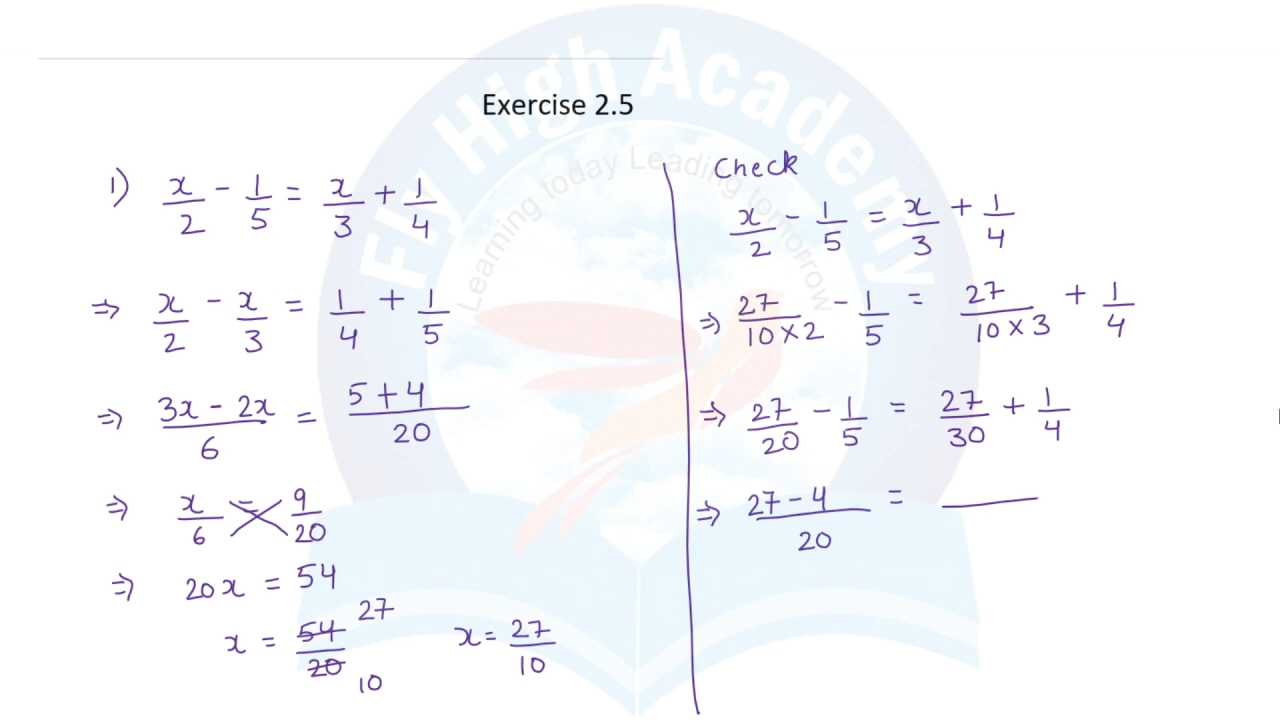 Fly High Academy
Learning today Leading tomorrow
Exercise 2.5
1) x/2 - 1/5 = x/3 + 1/4
⇒ x/2 - x/3 = 1/4 + 1/5
⇒ (3x - 2x)/6 = (5 + 4)/20
⇒ x/6 = 9/20
⇒ 20x = 54
x = 54/20 27 10 x = 27/10
Check
x/2 - 1/5 = x/3 + 1/4
⇒ 27/(10×2) - 1/5 = 27/(10×3) + 1/4
⇒ 27/20 - 1/5 = 27/30 + 1/4
⇒ (27 - 4)/20 =